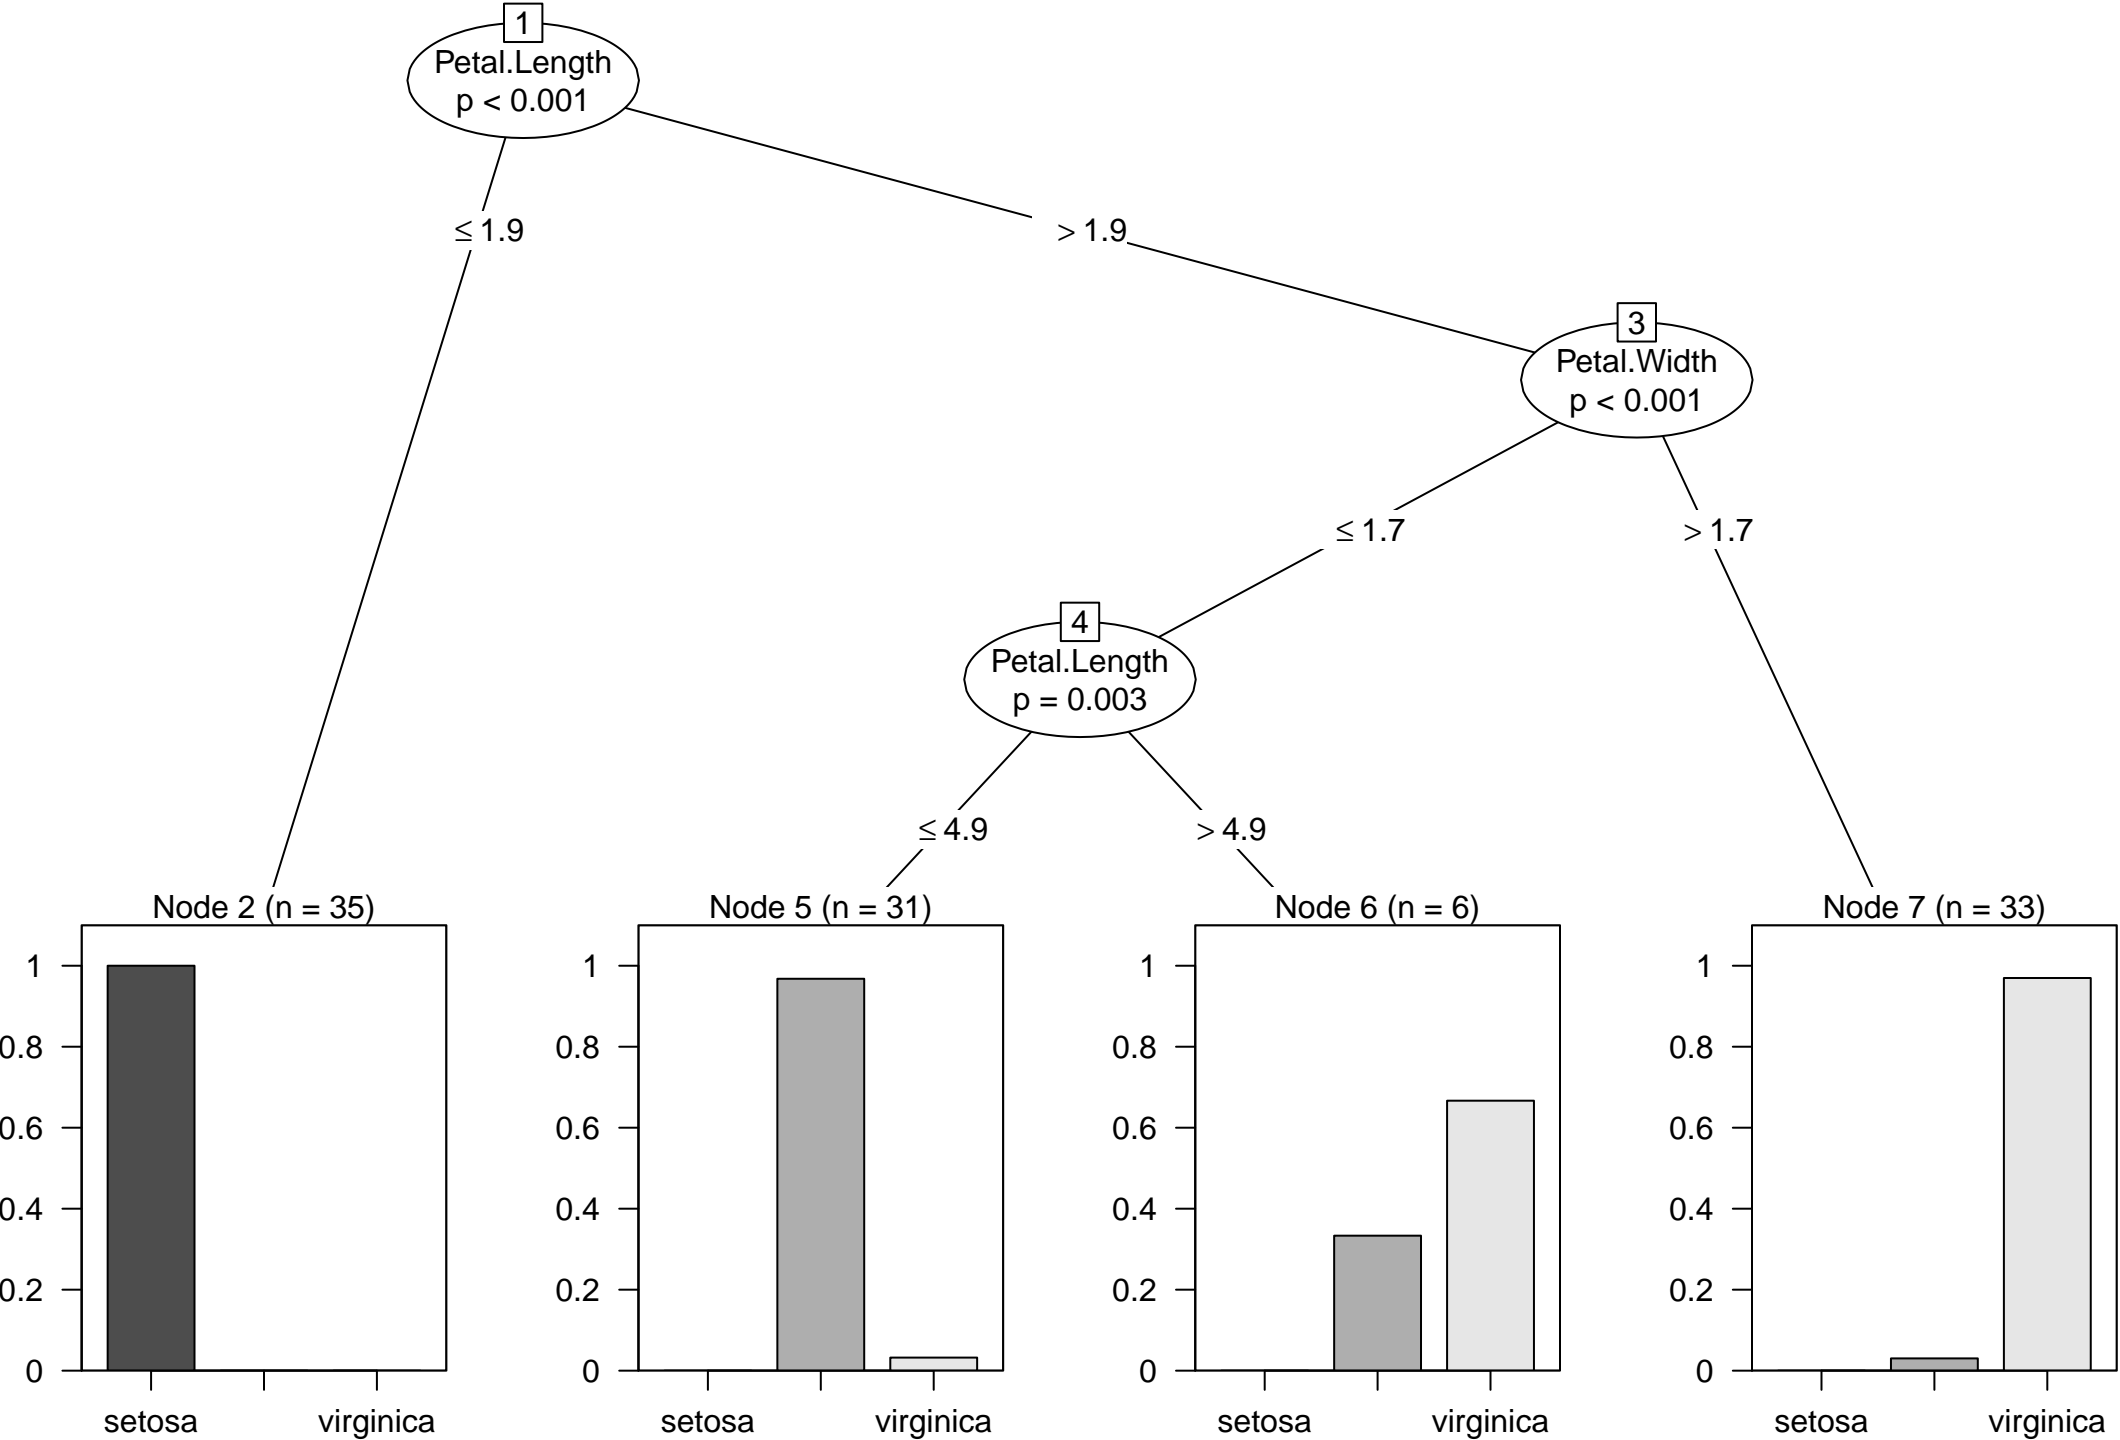 1
Petal.Length
p < 0.001
≤ 1.9
> 1.9
3
Petal.Width
p < 0.001
≤ 1.7
> 1.7
4
Petal.Length
p = 0.003
≤ 4.9
> 4.9
Node 2 (n = 35)
1
0.8
0.6
0.4
0.2
0
setosa
virginica
Node 5 (n = 31)
1
0.8
0.6
0.4
0.2
0
setosa
virginica
Node 6 (n = 6)
1
0.8
0.6
0.4
0.2
0
setosa
virginica
Node 7 (n = 33)
1
0.8
0.6
0.4
0.2
0
setosa
virginica